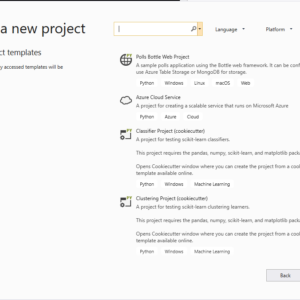 a new project
Language
Platform
ct templates
y accessed templates will be
Polls Bottle Web Project
A sample polls application using the Bottle web framework. It can be confi
use Azure Table Storage or MongoDB for storage.
Python Windows Linux macOS Web
Azure Cloud Service
A project for creating a scalable service that runs on Microsoft Azure
Python Azure Cloud
Classifier Project (cookiecutter)
A project for testing scikit-learn classifiers.
This project requires the pandas, numpy, scikit-learn, and matplotlib pack
Opens Cookiecutter window where you can create the project from a cook
template available online.
Python Windows Machine Learning
Clustering Project (cookiecutter)
A project for testing scikit-learn clustering learners.
This project requires the pandas, numpy, scikit-learn, and matplotlib pack
Opens Cookiecutter window where you can create the project from a cook
template available online.
Python Windows Machine Learning
Back